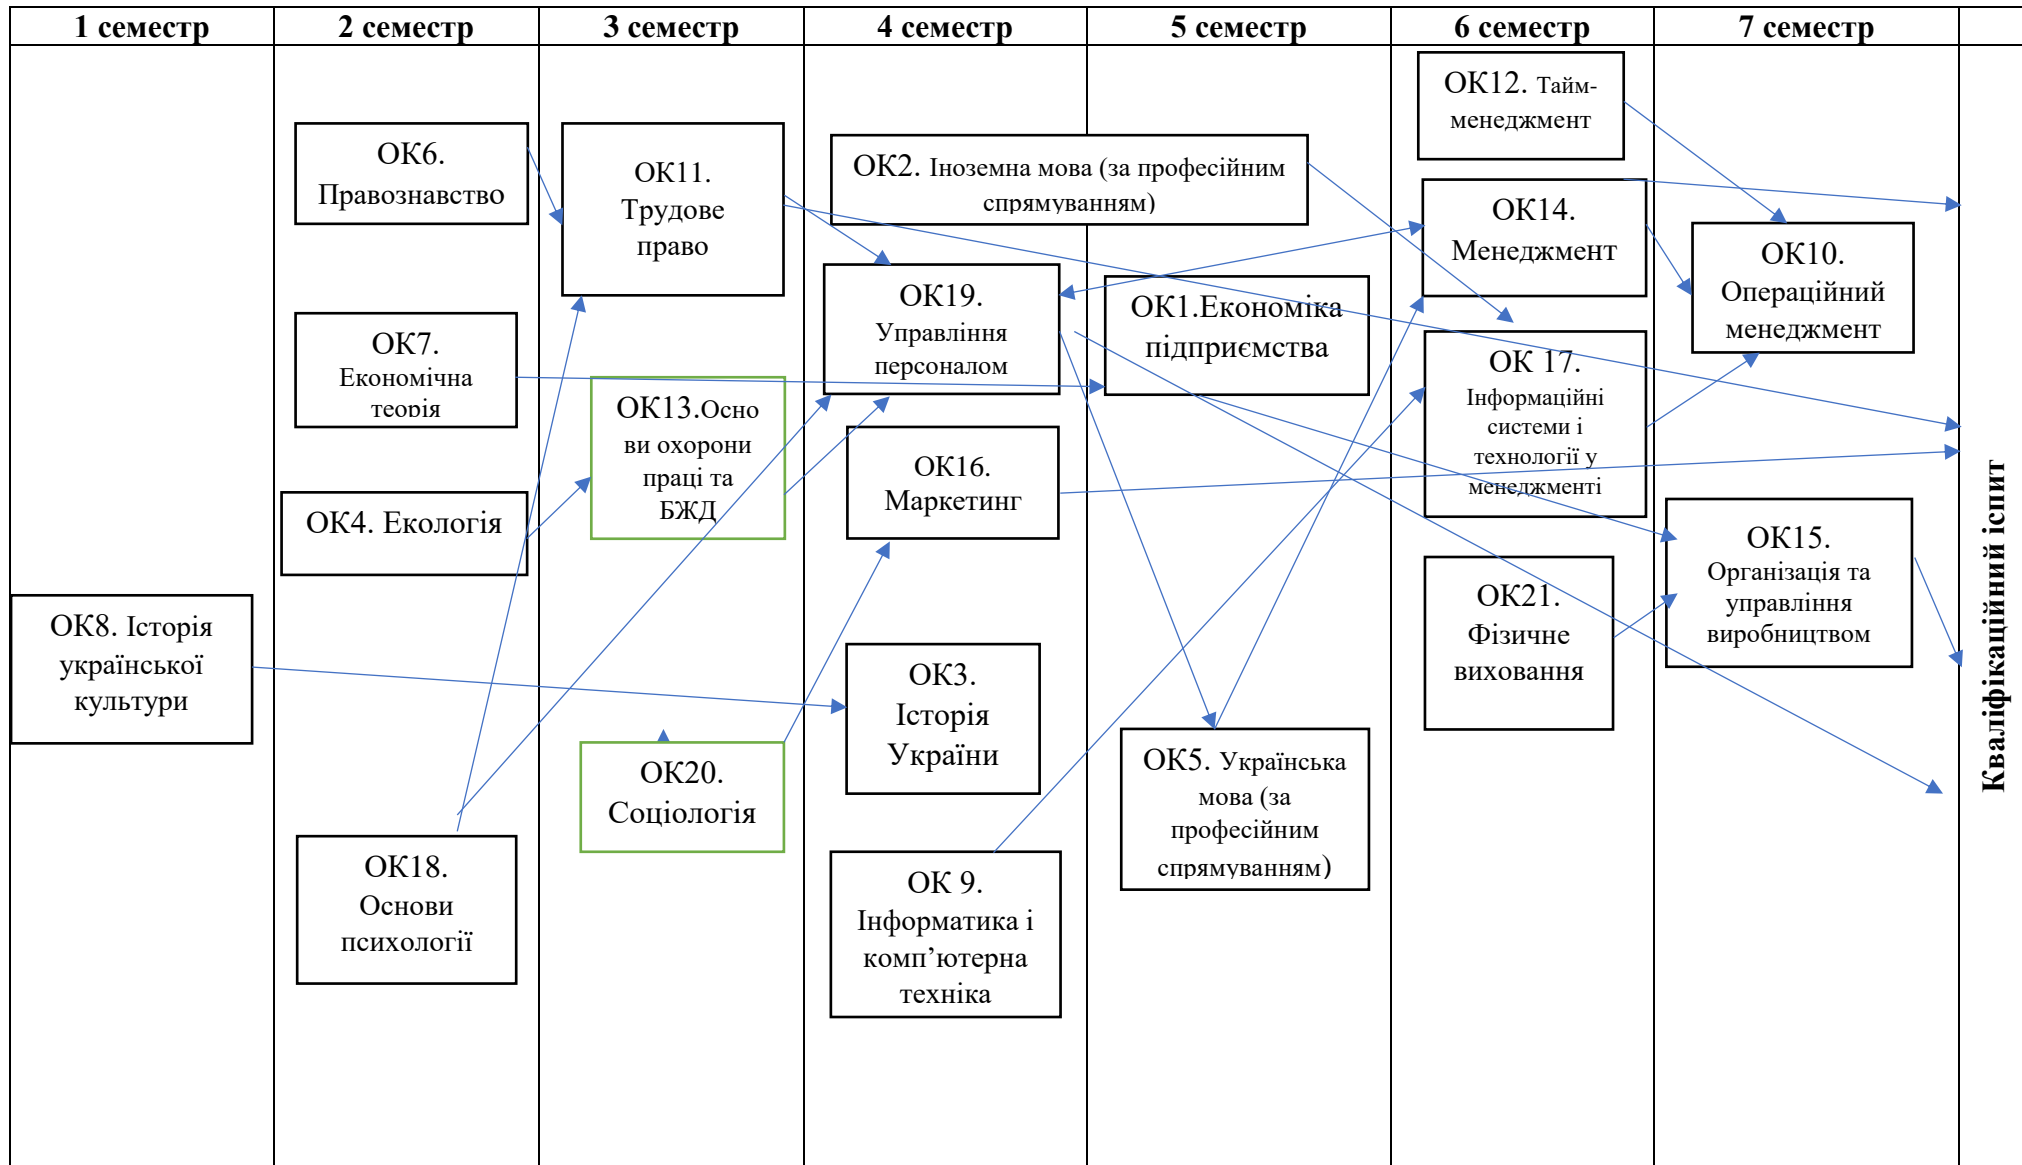 1 семестр
2 семестр
3 семестр
4 семестр
5 семестр
6 семестр
7 семестр
ОК8. Історія
української
культури
ОК6.
Правознавство
ОК7.
Економічна
теорія
ОК4. Екологія
ОК18.
Основи
психології
ОК11.
Трудове
право
ОК13.Осно
ви охорони
праці та
БЖД
ОК20.
Соціологія
ОК2. Іноземна мова (за професійним
спрямуванням)
ОК19.
Управління
персоналом
ОК16.
Маркетинг
ОК3.
Історія
України
ОК 9.
Інформатика і
комп’ютерна
техніка
ОК1.Економіка
підприємства
ОК5. Українська
мова (за
професійним
спрямуванням)
ОК12. Тайм-
менеджмент
ОК14.
Менеджмент
ОК 17.
Інформаційні
системи і
технології у
менеджменті
ОК21.
Фізичне
виховання
ОК10.
Операційний
менеджмент
ОК15.
Організація та
управління
виробництвом
Кваліфікаційний іспит